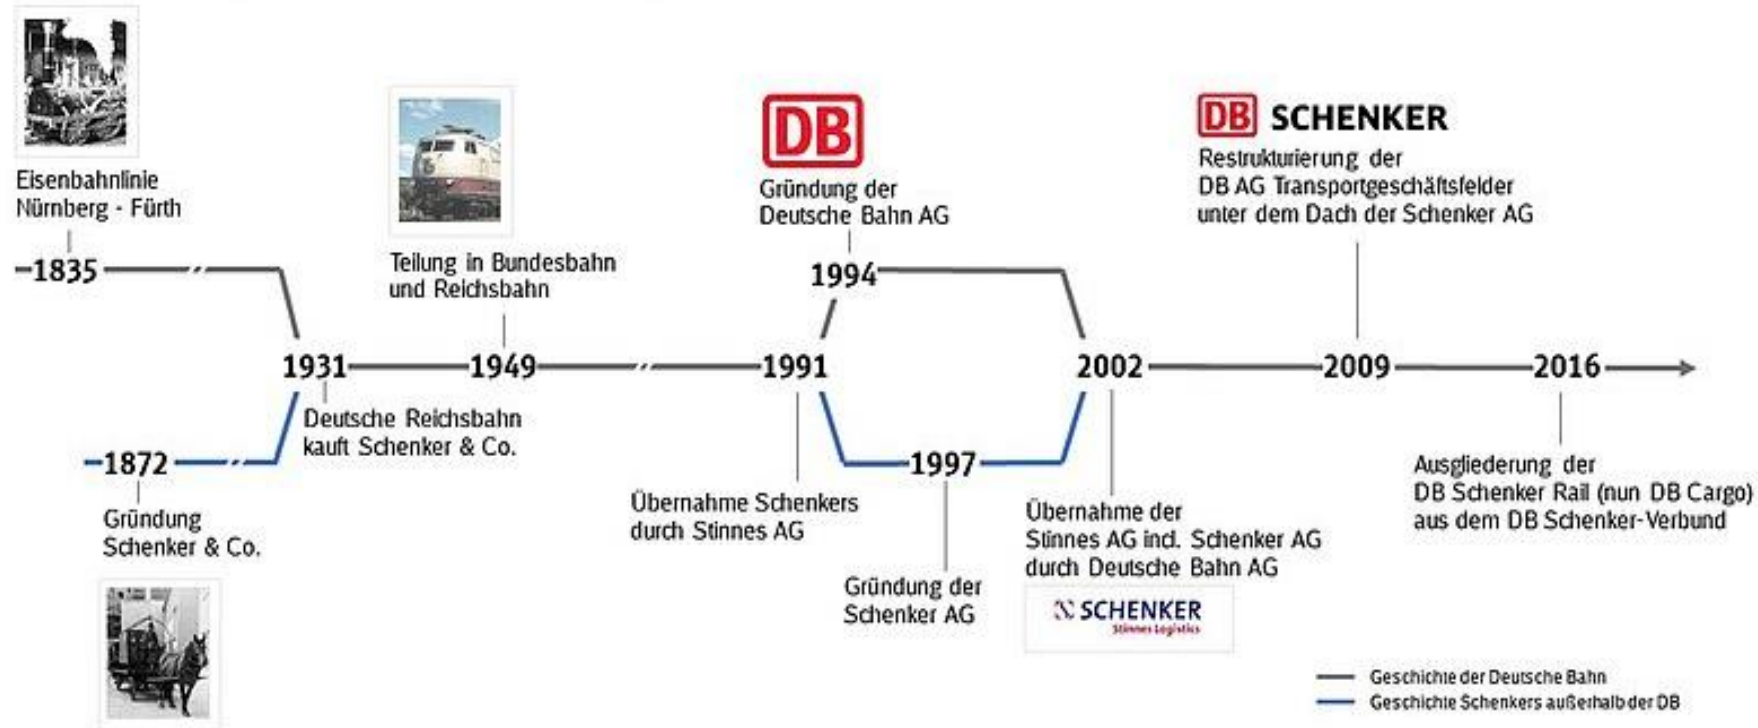 Eisenbahnlinie
Nürnberg - Fürth
1835
Teilung in Bundesbahn
und Reichsbahn
DB
Gründung der
Deutsche Bahn AG
1994
DB SCHENKER
Restrukturierung der
DB AG Transportgeschäftsfelder
unter dem Dach der Schenker AG
1931
1949
1991
2002
2009
2016
Deutsche Reichsbahn
kauft Schenker & Co.
1872
Gründung
Schenker & Co.
Übernahme Schenkers
durch Stinnes AG
1997
Gründung der
Schenker AG
Übernahme der
Stinnes AG incl. Schenker AG
durch Deutsche Bahn AG
SCHENKER
Stinnes Logistics
Ausgliederung der
DB Schenker Rail (nun DB Cargo)
aus dem DB Schenker-Verbund
Geschichte der Deutsche Bahn
Geschichte Schenkers außerhalb der DB